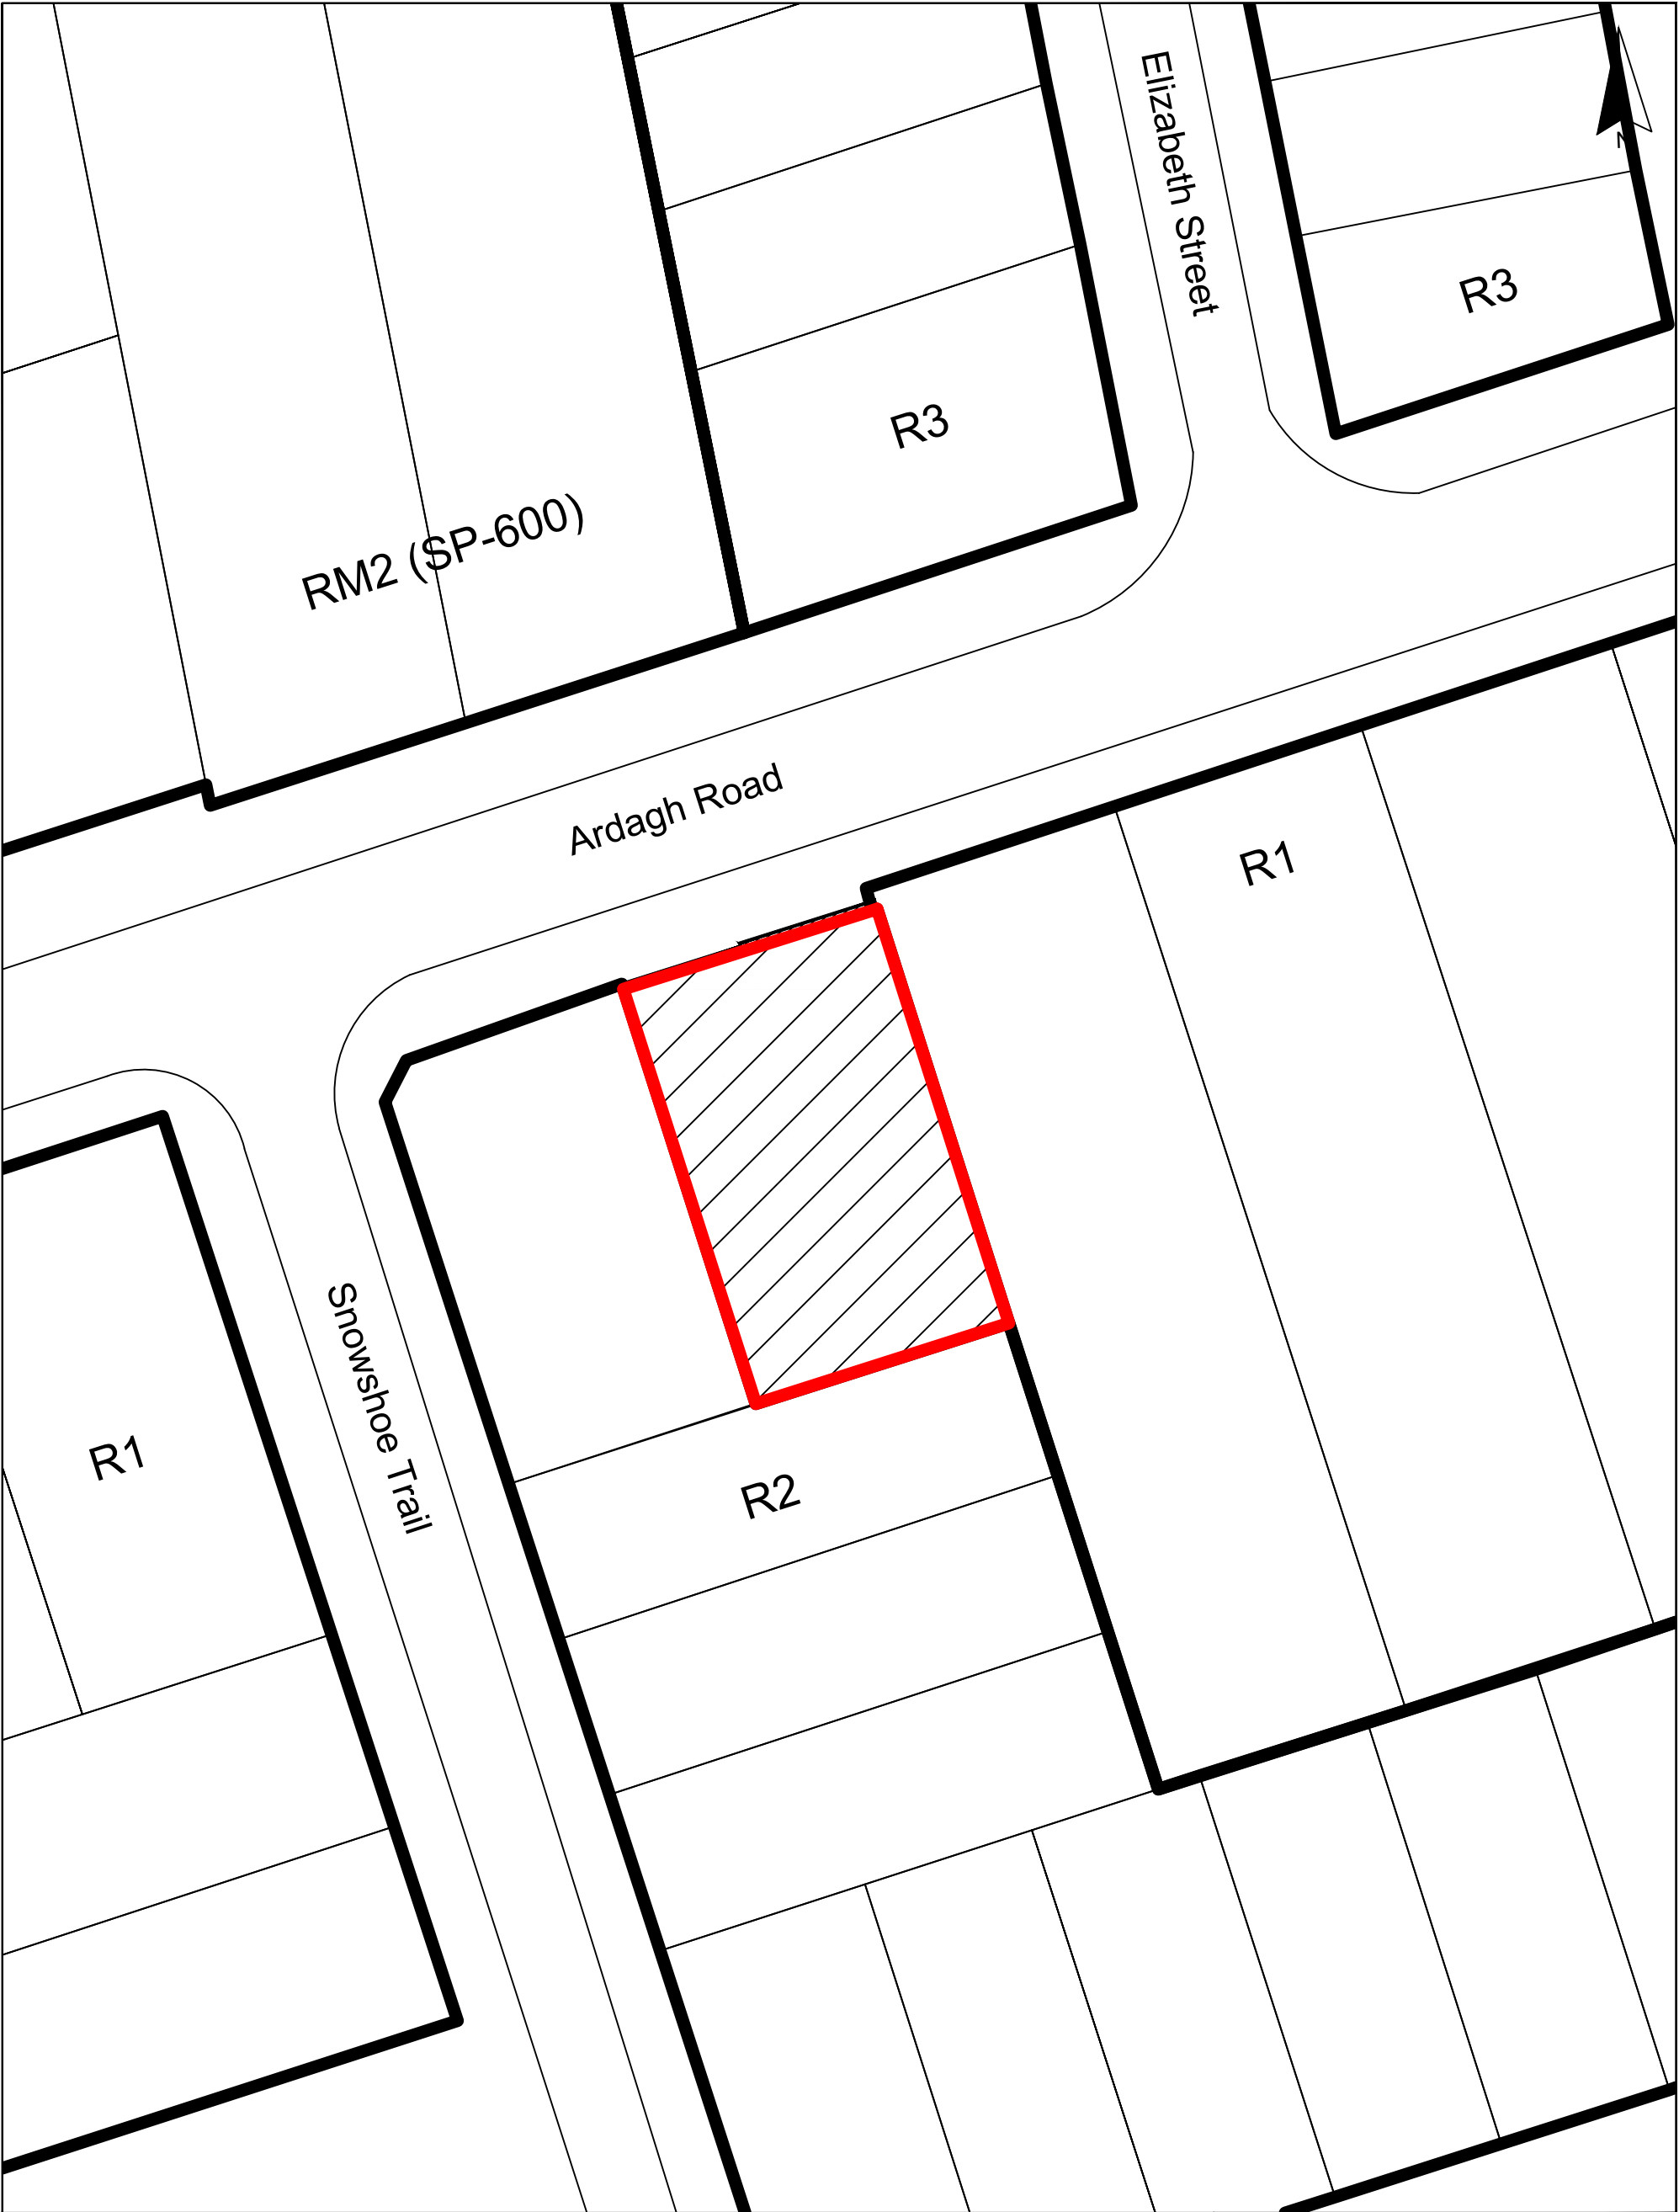 Elizabeth Street
N
R3
R3
RM2 (SP-600)
Ardagh Road
R1
Snowshoe Trail
R1
R2